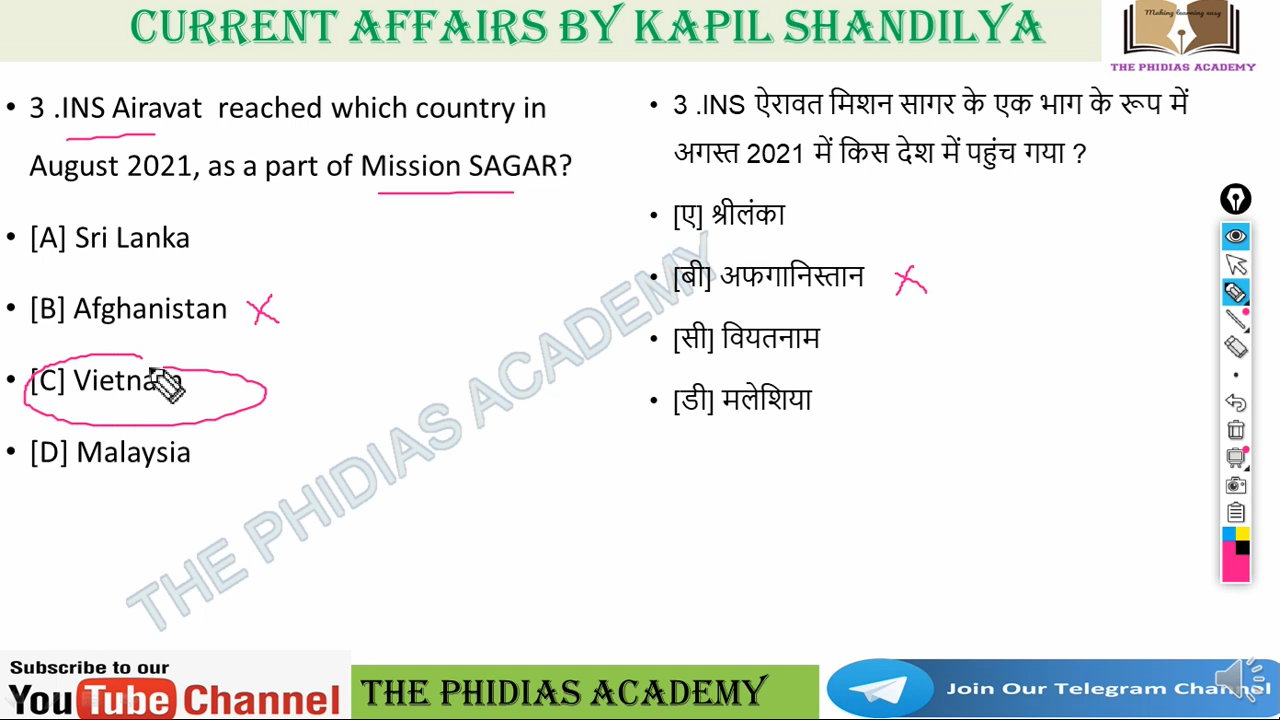 CURRENT AFFAIRS BY KAPIL SHANDILYA
Making learning easy
THE PHIDIAS ACADEMY
• 3 .INS Airavat reached which country in
August 2021, as a part of Mission SAGAR?
• [A] Sri Lanka
• [B] Afghanistan
• [C] Vietnam
• [D] Malaysia
• 3 .INS ऐरावत मिशन सागर के एक भाग के रूप में
अगस्त 2021 में किस देश में पहुंच गया ?
• [ए] श्रीलंका
• [बी] अफगानिस्तान
• [सी] वियतनाम
• [डी] मलेशिया
THE PHIDIAS ACADEMY
Subscribe to our
YouTube Channel
THE PHIDIAS ACADEMY
Join Our Telegram Channel